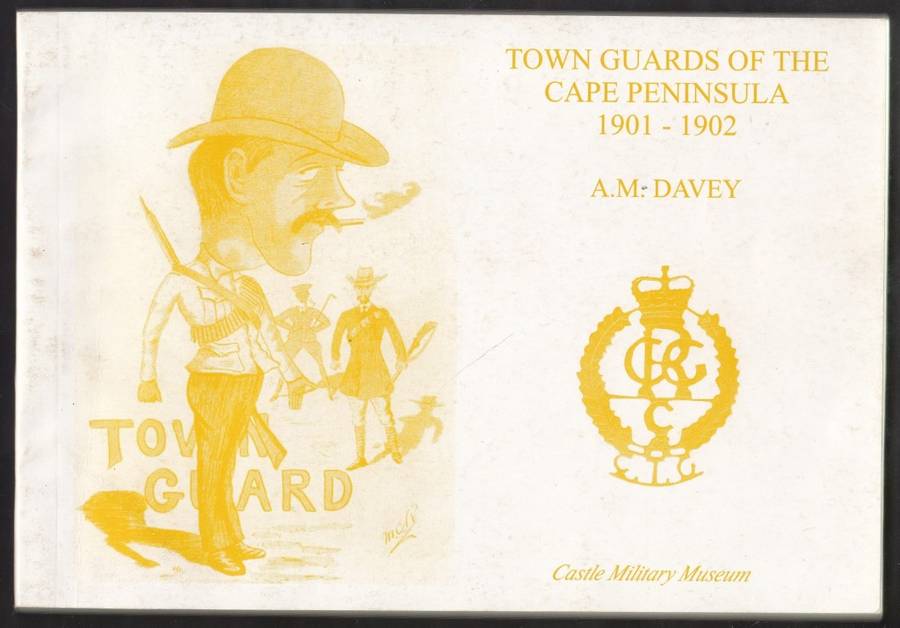 TOWN GUARDS OF THE
CAPE PENINSULA
1901 - 1902
A.M. DAVEY
TOWN
GUARD
Castle Military Museum